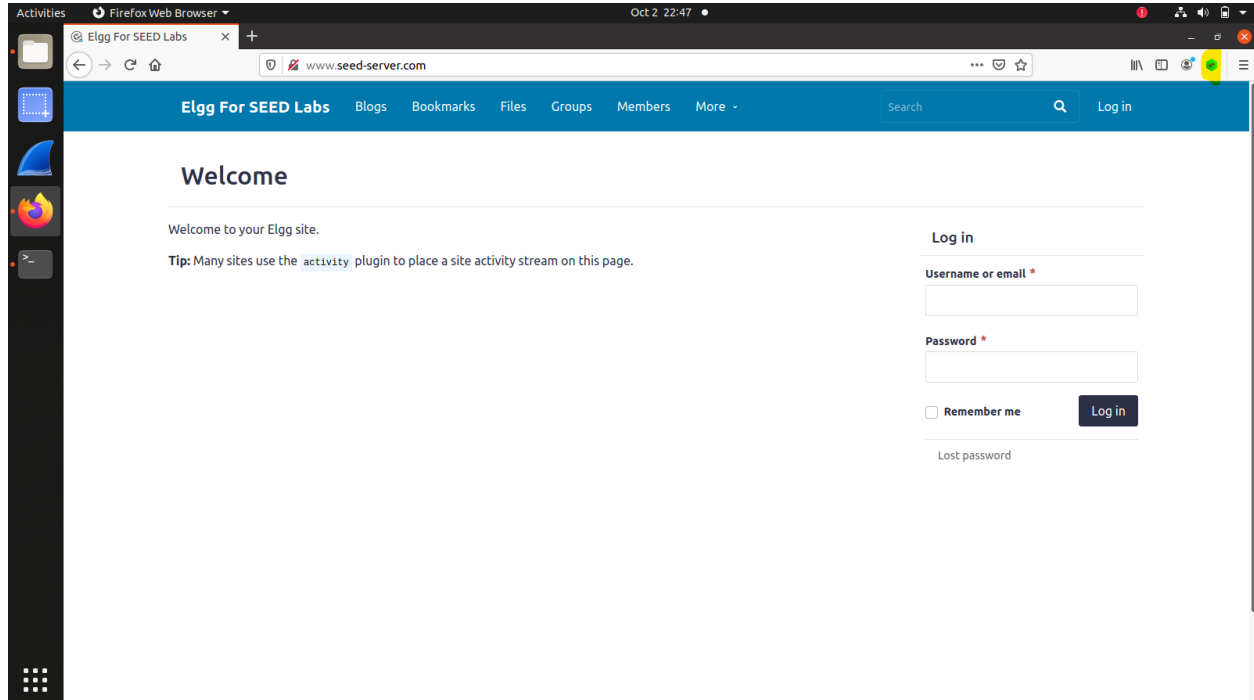 Activities Firefox Web Browser Oct 2 22:47
Elgg For SEED Labs
www.seed-server.com
Elgg For SEED Labs Blogs Bookmarks Files Groups Members More Search Log in
Welcome
Welcome to your Elgg site.
Tip: Many sites use the activity plugin to place a site activity stream on this page.
Log in
Username or email *
Password *
Remember me Log in
Lost password